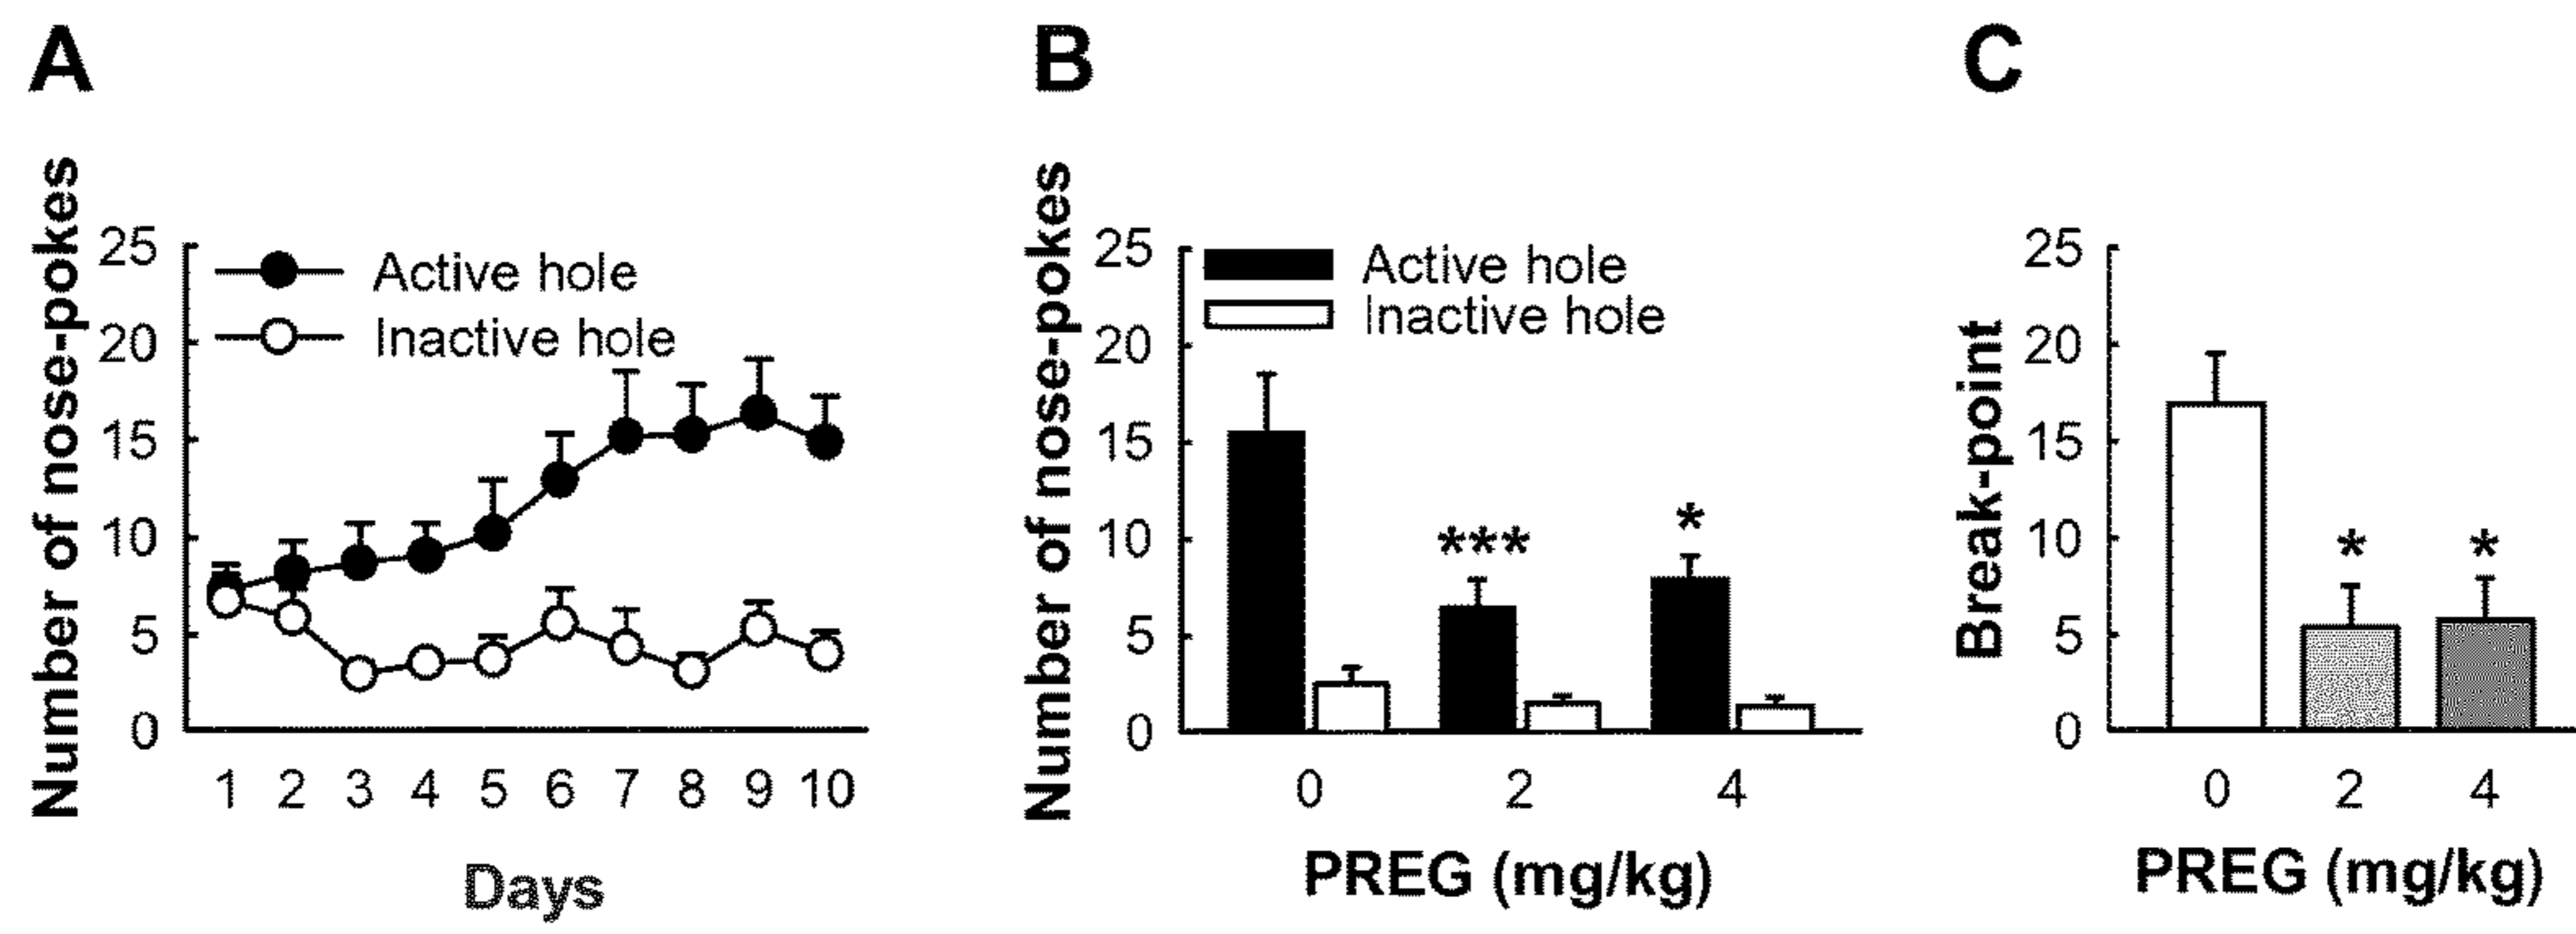 A
Number of nose-pokes
25
20
15
10
5
0
Active hole
Inactive hole
1 2 3 4 5 6 7 8 9 10
Days
B
Number of nose-pokes
25
20
15
10
5
0
Active hole
Inactive hole
***
*
0 2 4
PREG (mg/kg)
C
Break-point
25
20
15
10
5
0
* *
0 2 4
PREG (mg/kg)